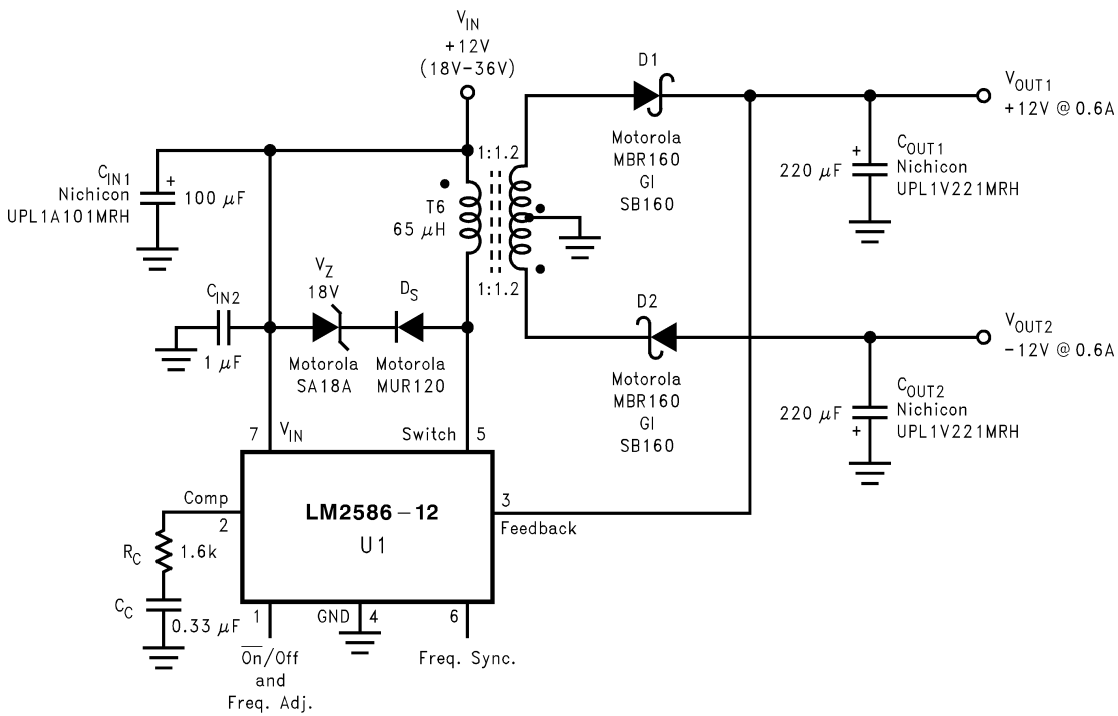 V_IN
+12V
(18V-36V)
D1
V_OUT1
+12V @ 0.6A
Motorola
MBR160
GI
SB160
C_OUT1
Nichicon
UPL1V221MRH
220 μF
+
C_IN1
Nichicon
UPL1A101MRH
+
100 μF
1:1.2
T6
65 μH
1:1.2
V_Z
18V
D_S
C_IN2
1 μF
Motorola
SA18A
Motorola
MUR120
D2
V_OUT2
-12V @ 0.6A
Motorola
MBR160
GI
SB160
C_OUT2
Nichicon
UPL1V221MRH
220 μF
+
7
V_IN
Switch
5
Comp
2
LM2586-12
U1
3
Feedback
R_C
1.6k
C_C
0.33 μF
1
GND
4
6
O̅n̅/Off
and
Freq. Adj.
Freq. Sync.